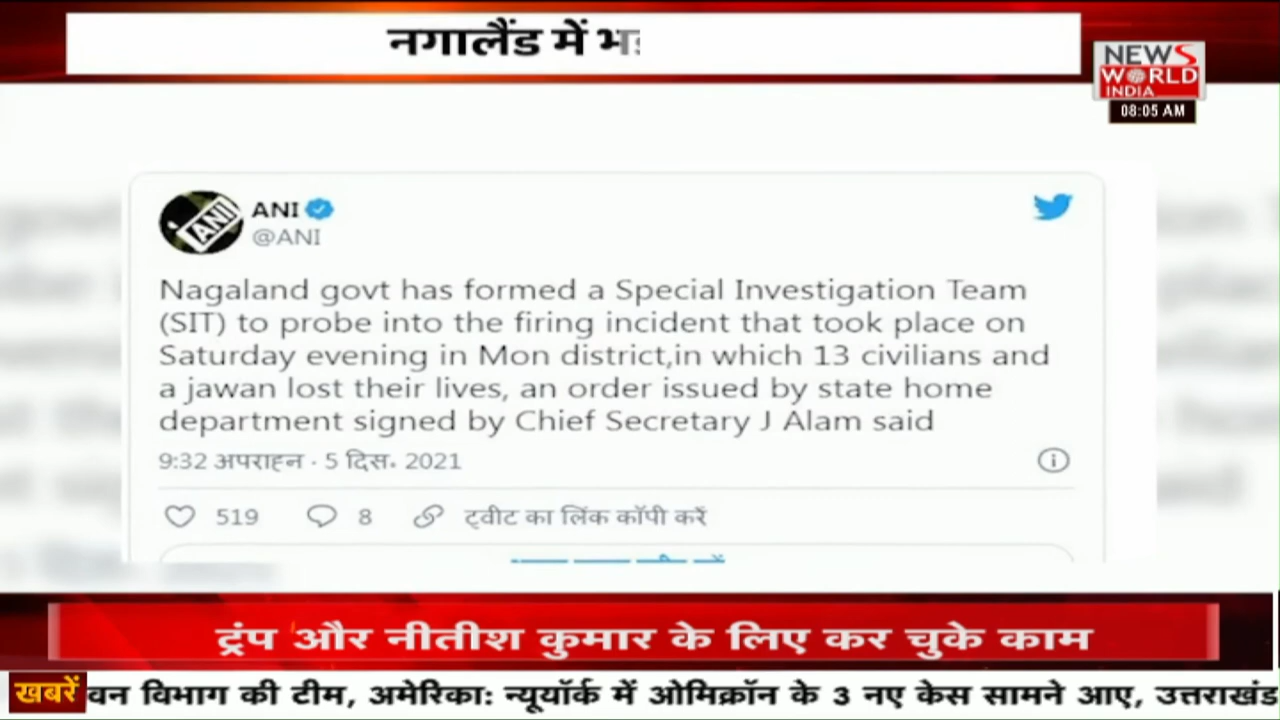 नगालैंड में
NEWS
WORLD
INDIA
08:05 AM
ANI
@ANI
Nagaland govt has formed a Special Investigation Team
(SIT) to probe into the firing incident that took place on
Saturday evening in Mon district,in which 13 civilians and
a jawan lost their lives, an order issued by state home
department signed by Chief Secretary J Alam said
9:32 अपराह्न · 5 दिस॰ 2021
519 8 ट्वीट का लिंक कॉपी करें
ट्रंप और नीतीश कुमार के लिए कर चुके काम
खबरें वन विभाग की टीम, अमेरिका: न्यूयॉर्क में ओमिक्रॉन के 3 नए केस सामने आए, उत्तराखंड